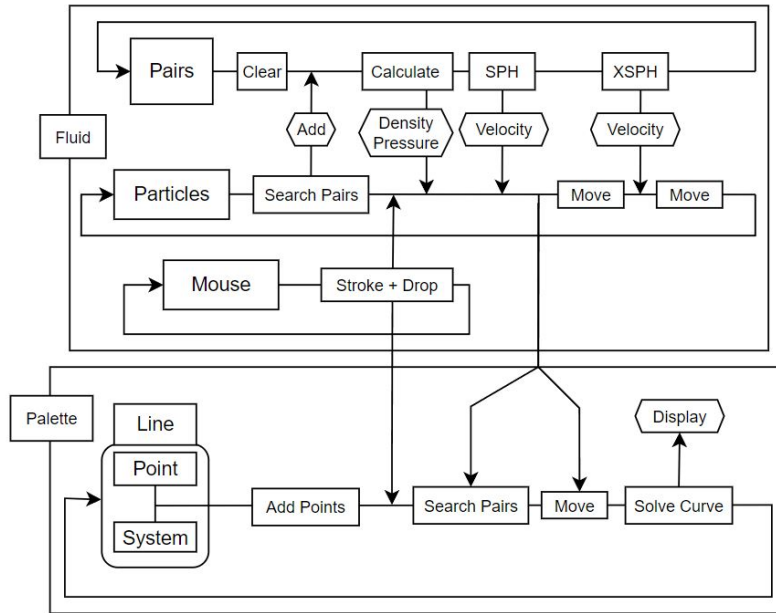 Pairs
Clear
Calculate
SPH
XSPH
Add
Density
Pressure
Velocity
Velocity
Fluid
Particles
Search Pairs
Move
Move
Mouse
Stroke + Drop
Palette
Line
Display
Point
Add Points
Search Pairs
Move
Solve Curve
System